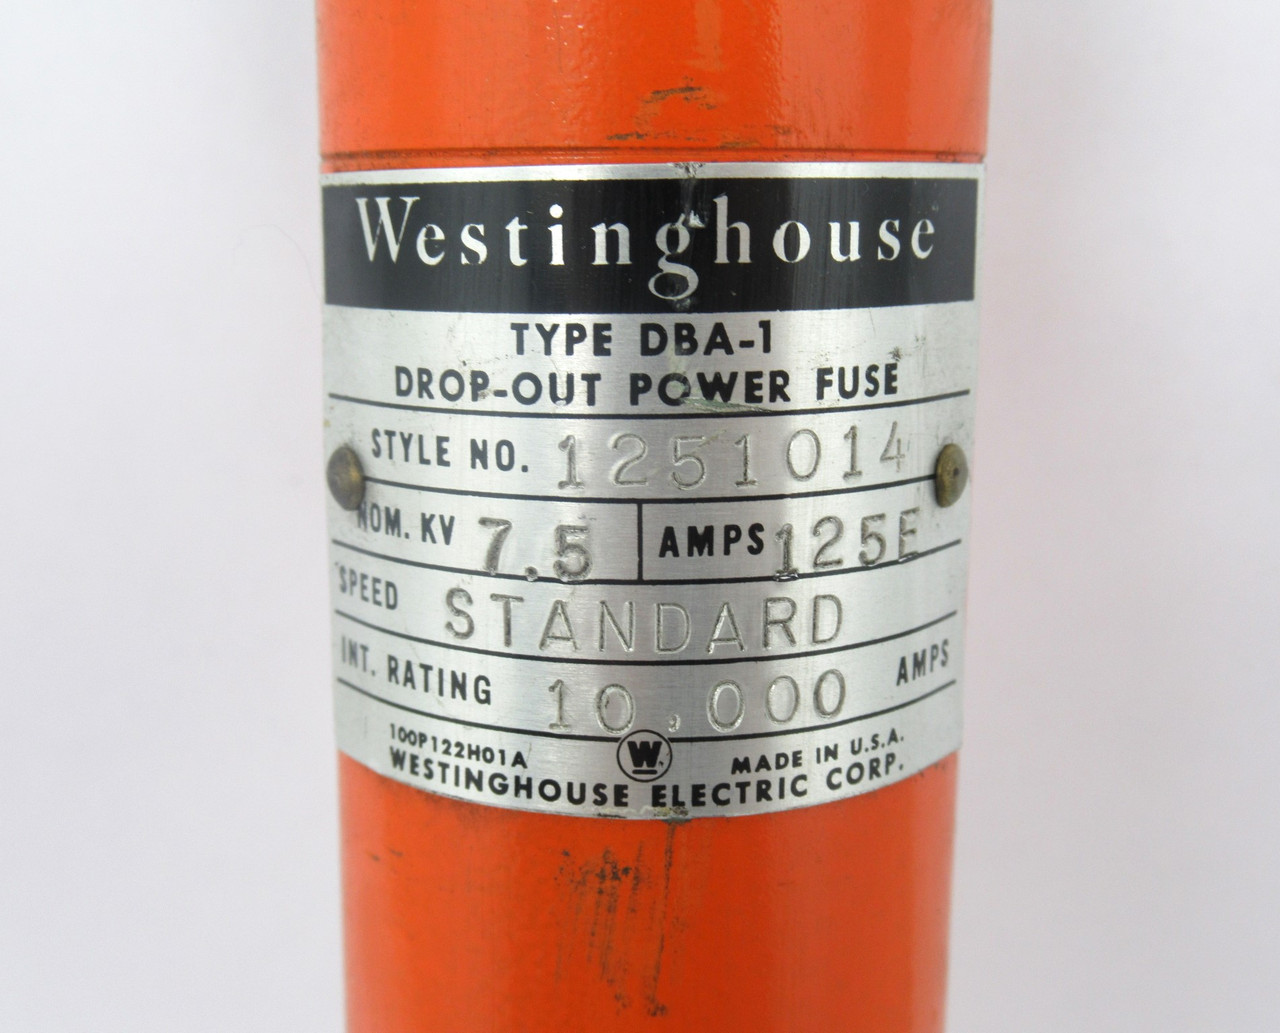 Westinghouse
TYPE DBA-1
DROP-OUT POWER FUSE
STYLE NO. 1251014
NOM. KV 7.5 AMPS 125E
SPEED STANDARD
INT. RATING 10,000 AMPS
100P122H01A W MADE IN U.S.A.
WESTINGHOUSE ELECTRIC CORP.